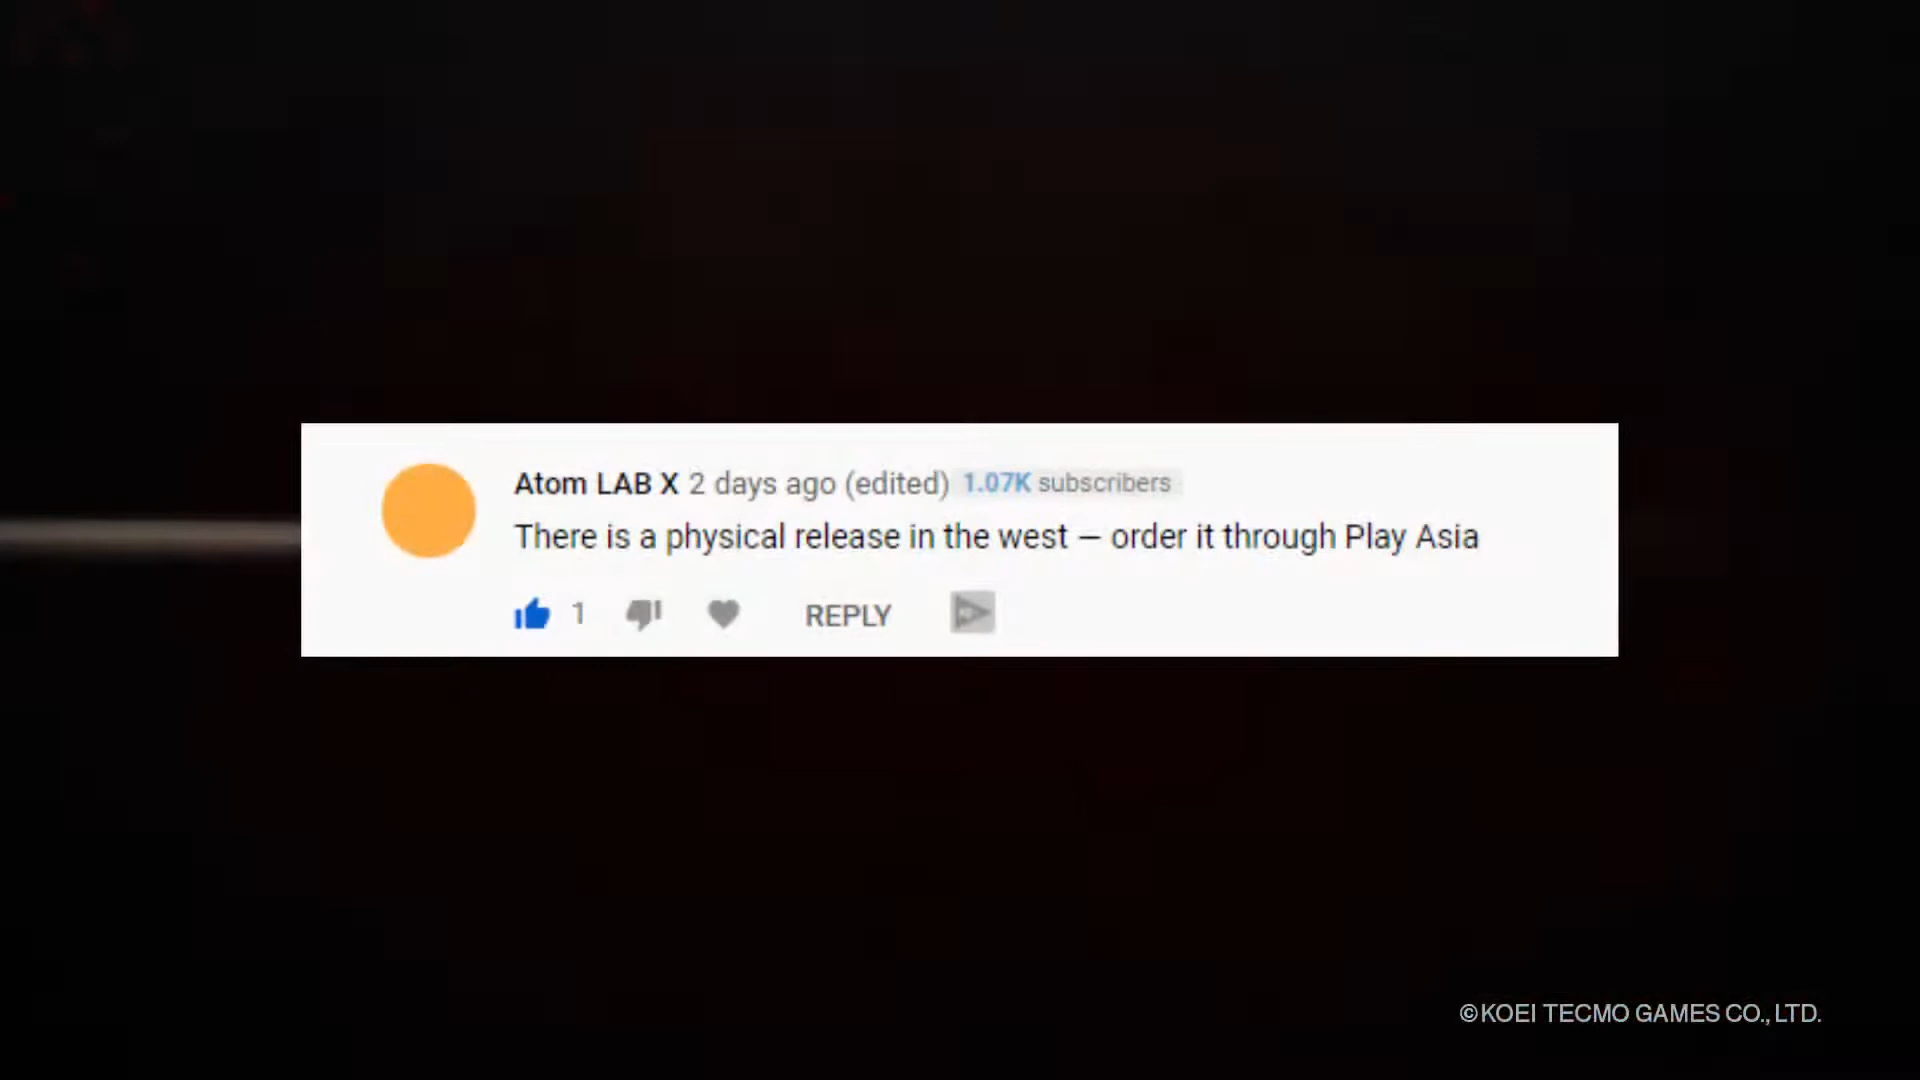 Atom LAB X 2 days ago (edited) 1.07K subscribers
There is a physical release in the west – order it through Play Asia
1 REPLY
©KOEI TECMO GAMES CO., LTD.